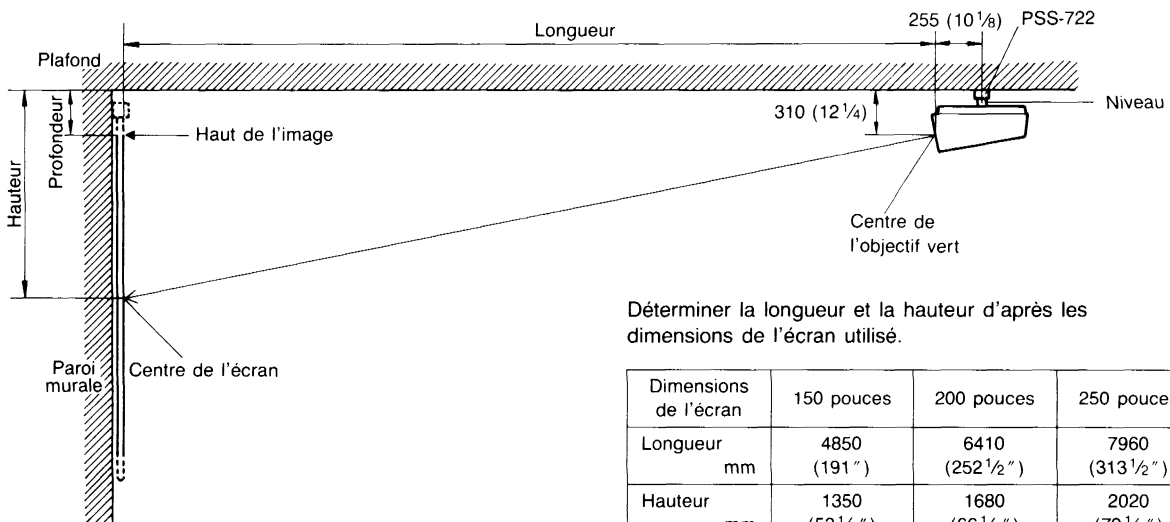 Longueur
255 (10 1/8)
PSS-722
Plafond
Niveau
Hauteur
Profondeur
Haut de l'image
310 (12 1/4)
Centre de
l'objectif vert
Paroi
murale
Centre de l'écran
Déterminer la longueur et la hauteur d'après les
dimensions de l'écran utilisé.
Dimensions
de l'écran
150 pouces
200 pouces
250 pouce
Longueur
mm
4850
(191″)
6410
(252 1/2″)
7960
(313 1/2″)
Hauteur
1350
1680
2020